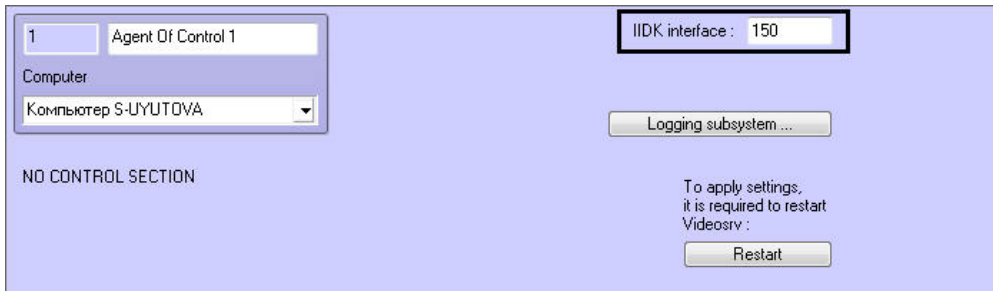 1 Agent Of Control 1
IIDK interface : 150
Computer
Компьютер S-UYUTOVA
Logging subsystem ...
NO CONTROL SECTION
To apply settings,
it is required to restart
Videosrv :
Restart